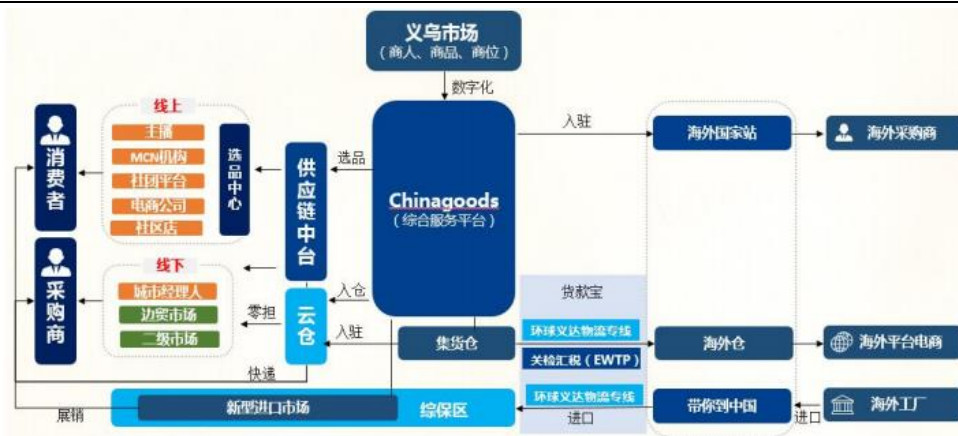 义乌市场
（商人、商品、商位）
数字化
线上
主播
MCN机构
社团平台
电商公司
社区店
选品中心
消费者
供应链中台
选品
Chinagoods
（综合服务平台）
入驻
海外国家站
海外采购商
线下
城市经理人
边贸市场
二级市场
采购商
零担
云仓
入仓
入驻
集货仓
货款宝
环球义达物流专线
关检汇税（EWTP）
海外仓
海外平台电商
快递
展销
新型进口市场
综保区
环球义达物流专线
进口
带你到中国
进口
海外工厂